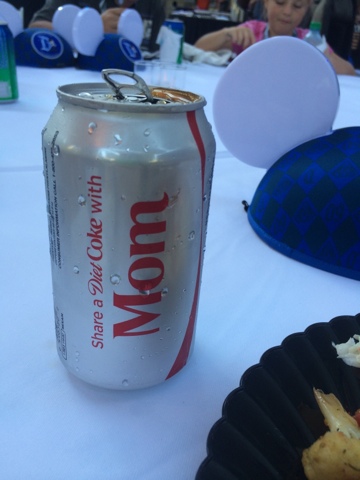 Share a Diet Coke with
Mom